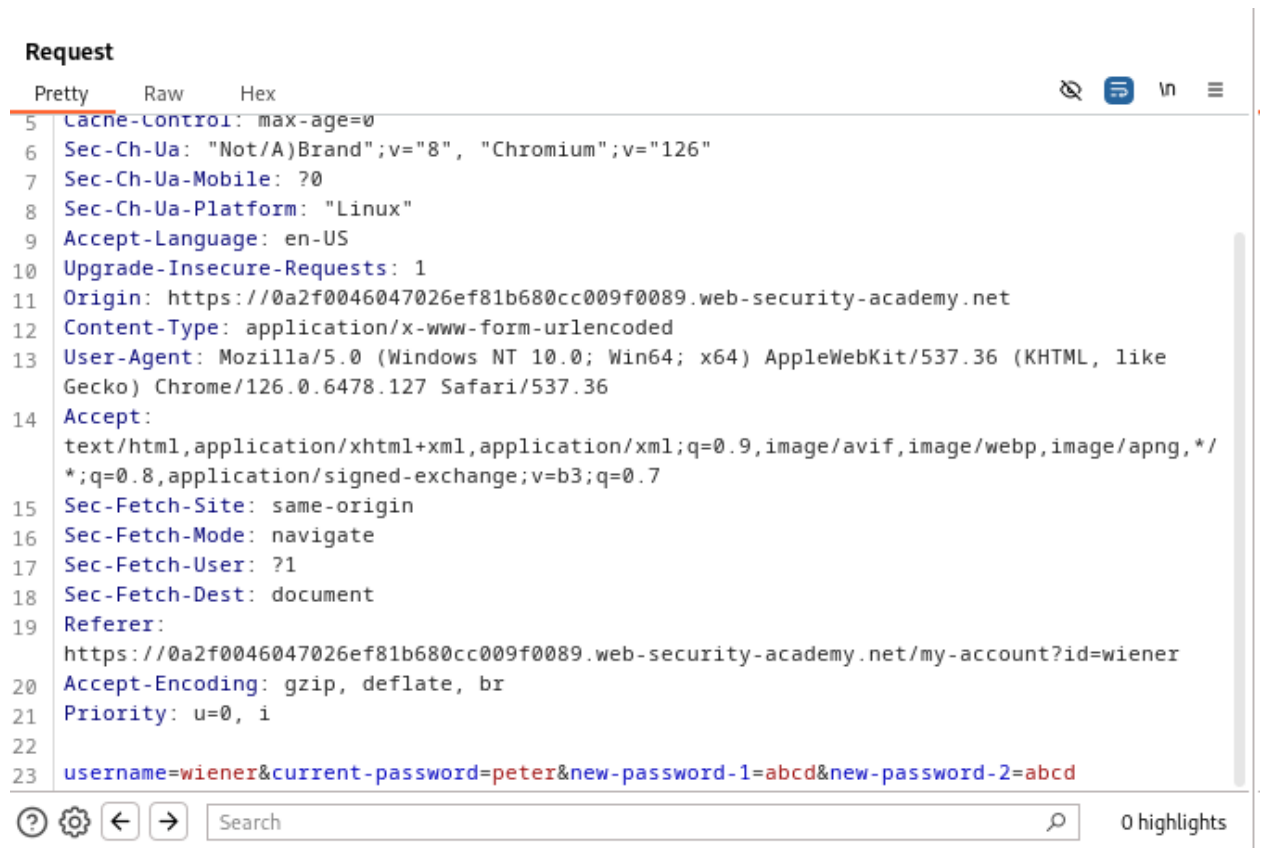 Request
Pretty Raw Hex \n
5 Cache-Control: max-age=0
6 Sec-Ch-Ua: "Not/A)Brand";v="8", "Chromium";v="126"
7 Sec-Ch-Ua-Mobile: ?0
8 Sec-Ch-Ua-Platform: "Linux"
9 Accept-Language: en-US
10 Upgrade-Insecure-Requests: 1
11 Origin: https://0a2f0046047026ef81b680cc009f0089.web-security-academy.net
12 Content-Type: application/x-www-form-urlencoded
13 User-Agent: Mozilla/5.0 (Windows NT 10.0; Win64; x64) AppleWebKit/537.36 (KHTML, like
Gecko) Chrome/126.0.6478.127 Safari/537.36
14 Accept:
text/html,application/xhtml+xml,application/xml;q=0.9,image/avif,image/webp,image/apng,*/
*;q=0.8,application/signed-exchange;v=b3;q=0.7
15 Sec-Fetch-Site: same-origin
16 Sec-Fetch-Mode: navigate
17 Sec-Fetch-User: ?1
18 Sec-Fetch-Dest: document
19 Referer:
https://0a2f0046047026ef81b680cc009f0089.web-security-academy.net/my-account?id=wiener
20 Accept-Encoding: gzip, deflate, br
21 Priority: u=0, i
22
23 username=wiener&current-password=peter&new-password-1=abcd&new-password-2=abcd
Search 0 highlights